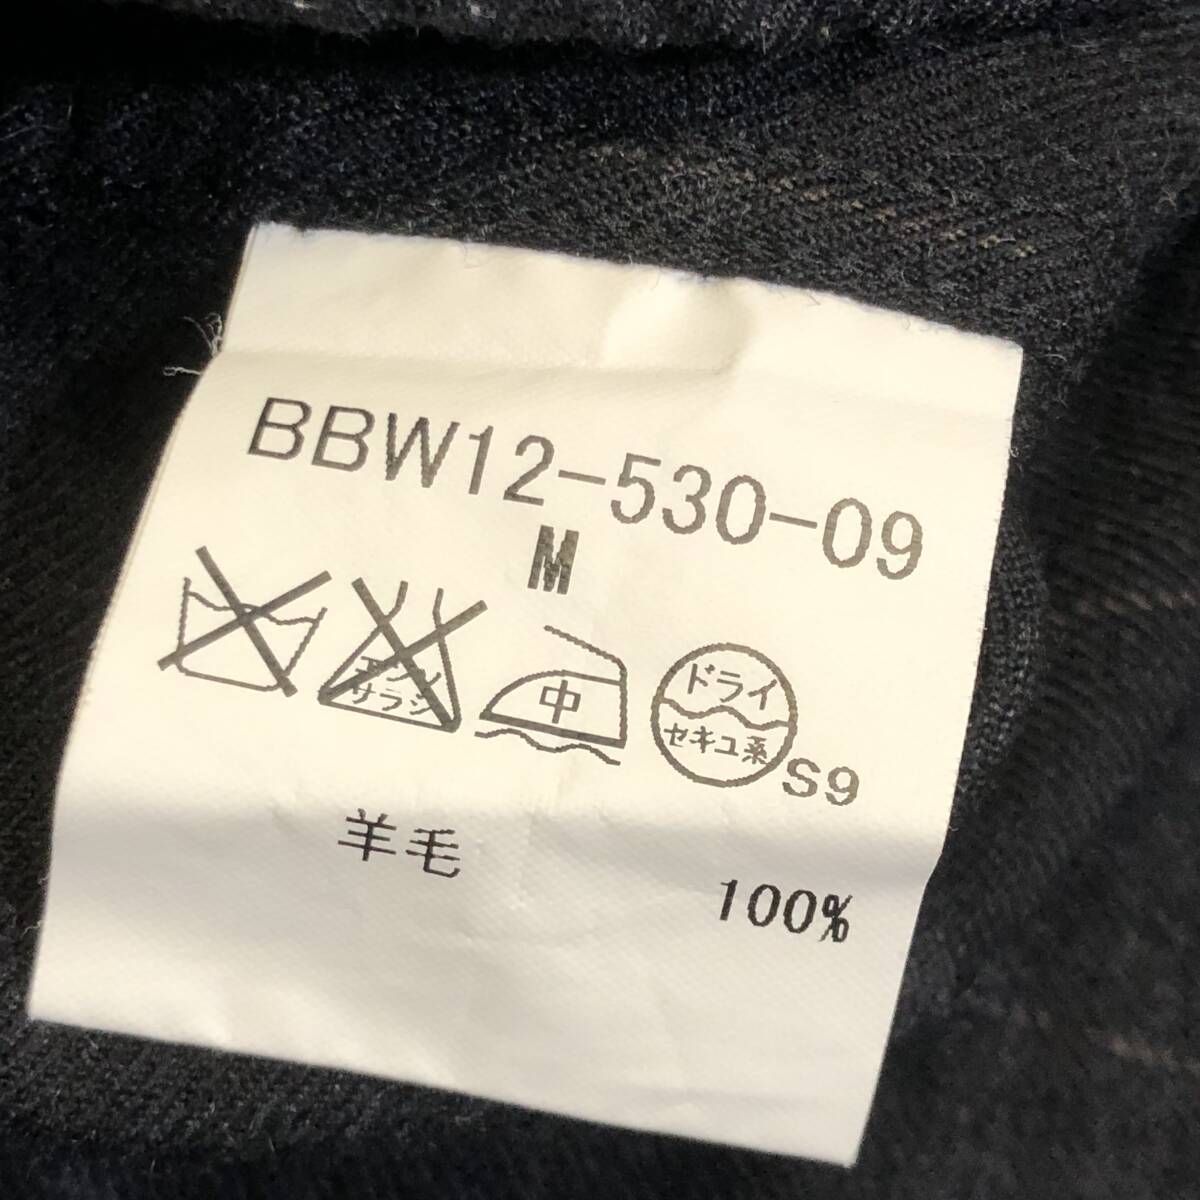 BBW12-530-09
M
エンソ
サラシ
中
ドライ
セキユ系
S9
羊毛 100%